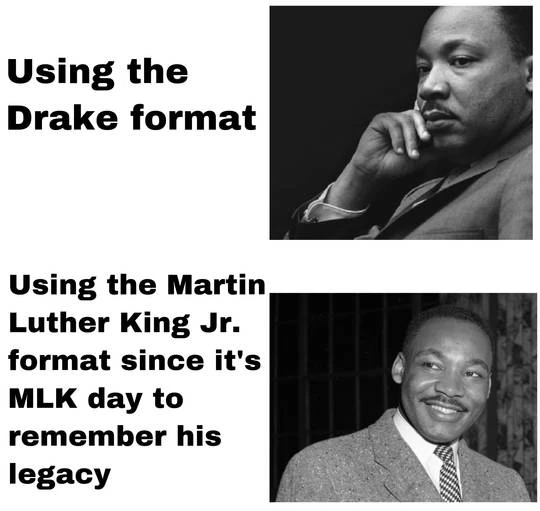 Using the
Drake format
Using the Martin
Luther King Jr.
format since it's
MLK day to
remember his
legacy